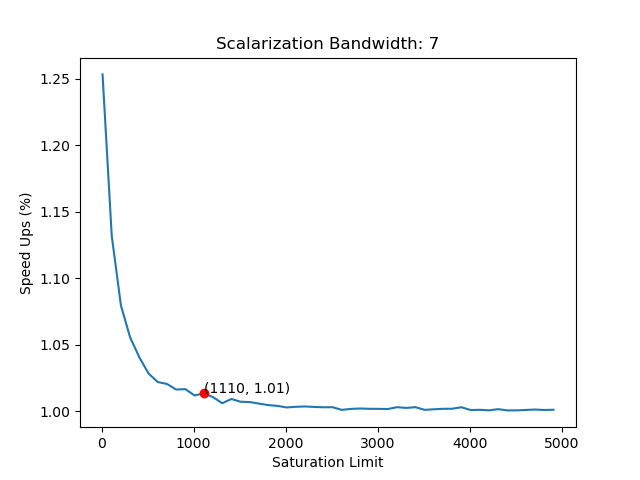 Scalarization Bandwidth: 7
Speed Ups (%)
1.25
1.20
1.15
1.10
1.05
1.00
(1110, 1.01)
0 1000 2000 3000 4000 5000
Saturation Limit